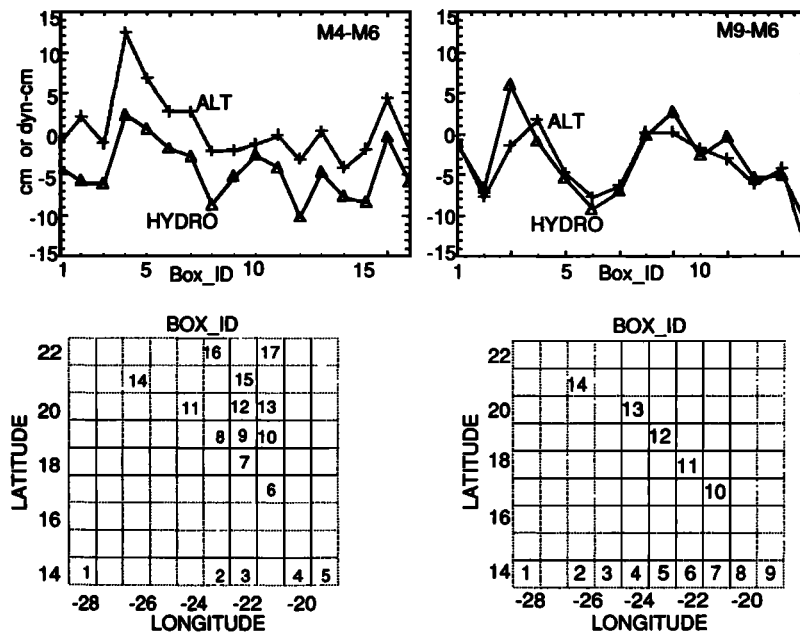 15
10
5
0
-5
-10
-15
cm or dyn-cm
M4-M6
ALT
HYDRO
1 5 10 15
Box_ID
15
10
5
0
-5
-10
-15
M9-M6
ALT
HYDRO
1 5 10
Box_ID
BOX_ID
22
20
18
16
14
LATITUDE
16 17
14 15
11 12 13
8 9 10
7
6
1 2 3 4 5
-28 -26 -24 -22 -20
LONGITUDE
BOX_ID
22
20
18
16
14
LATITUDE
14
13
12
11
10
1 2 3 4 5 6 7 8 9
-28 -26 -24 -22 -20
LONGITUDE